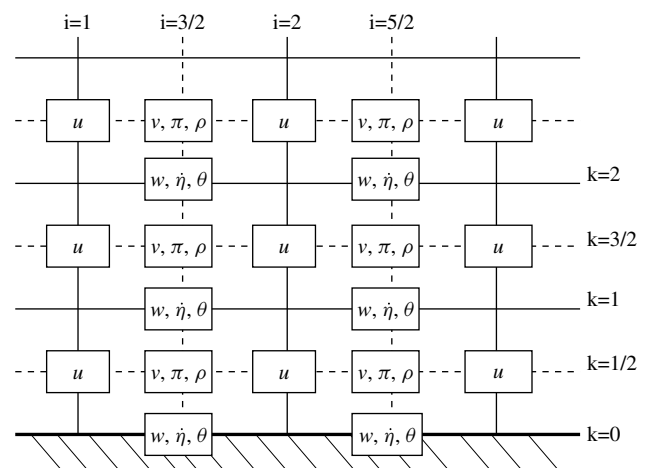 i=1 i=3/2 i=2 i=5/2
u v, π, ρ u v, π, ρ u
w, η̇, θ w, η̇, θ k=2
u v, π, ρ u v, π, ρ u k=3/2
w, η̇, θ w, η̇, θ k=1
u v, π, ρ u v, π, ρ u k=1/2
w, η̇, θ w, η̇, θ k=0